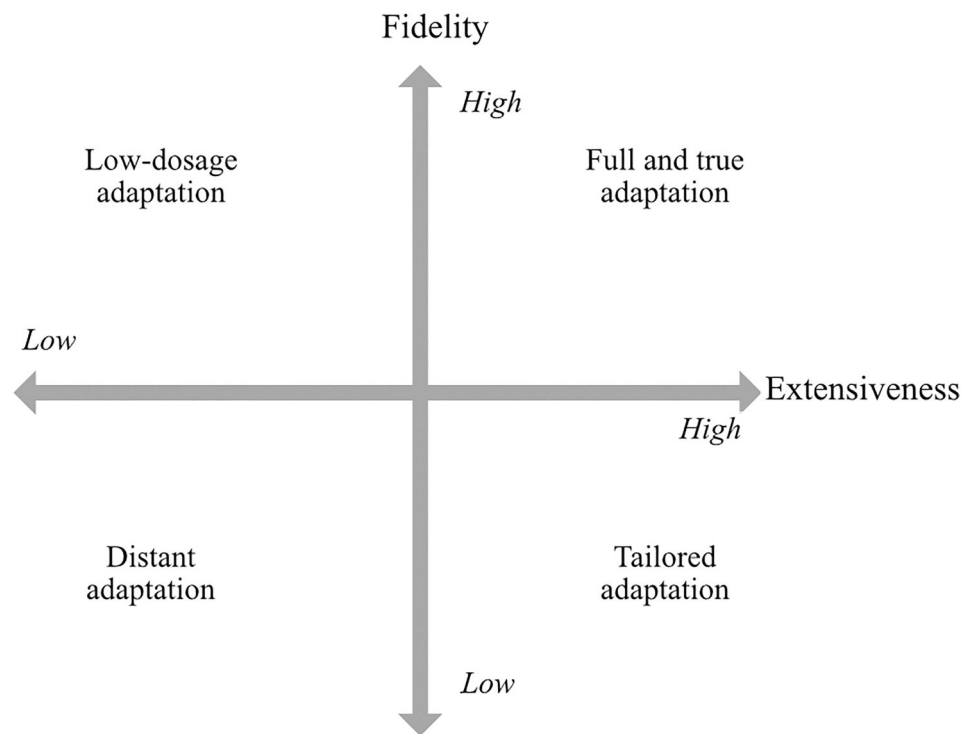 Fidelity
High
Low-dosage
adaptation
Full and true
adaptation
Low
Extensiveness
High
Distant
adaptation
Tailored
adaptation
Low